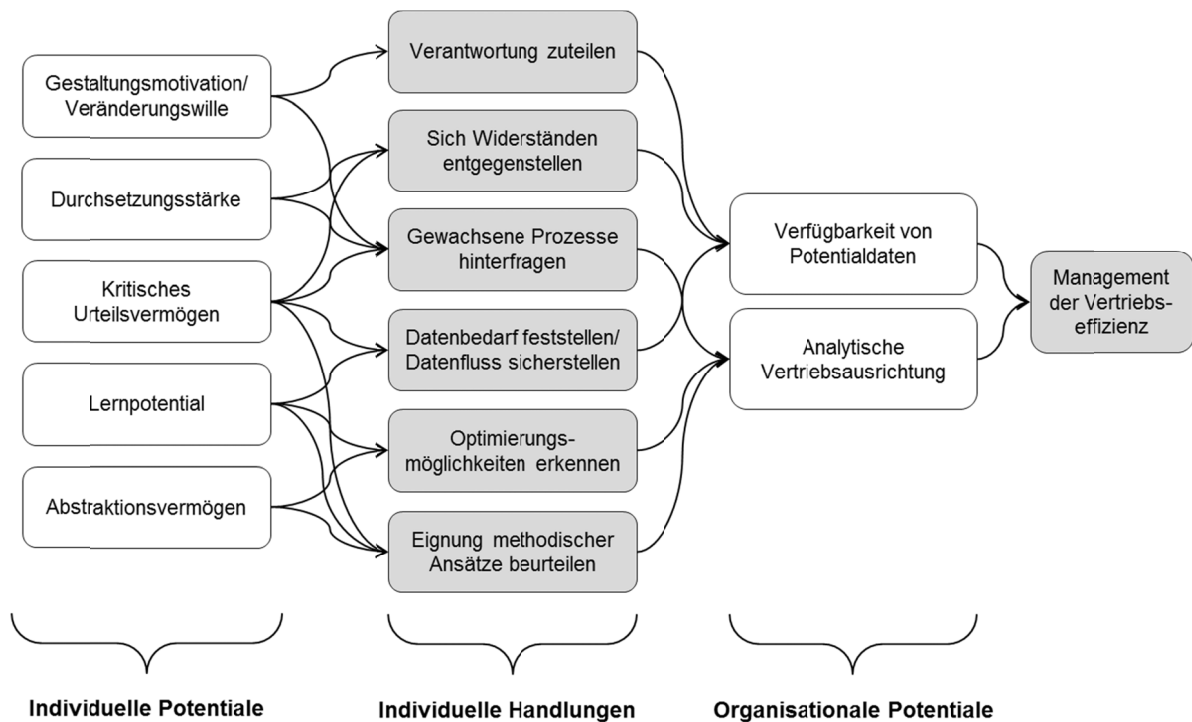 Gestaltungsmotivation/
Veränderungswille
Durchsetzungsstärke
Kritisches
Urteilsvermögen
Lernpotential
Abstraktionsvermögen
Verantwortung zuteilen
Sich Widerständen
entgegenstellen
Gewachsene Prozesse
hinterfragen
Datenbedarf feststellen/
Datenfluss sicherstellen
Optimierungs-
möglichkeiten erkennen
Eignung methodischer
Ansätze beurteilen
Verfügbarkeit von
Potentialdaten
Analytische
Vertriebsausrichtung
Management
der Vertriebs-
effizienz
Individuelle Potentiale
Individuelle Handlungen
Organisationale Potentiale